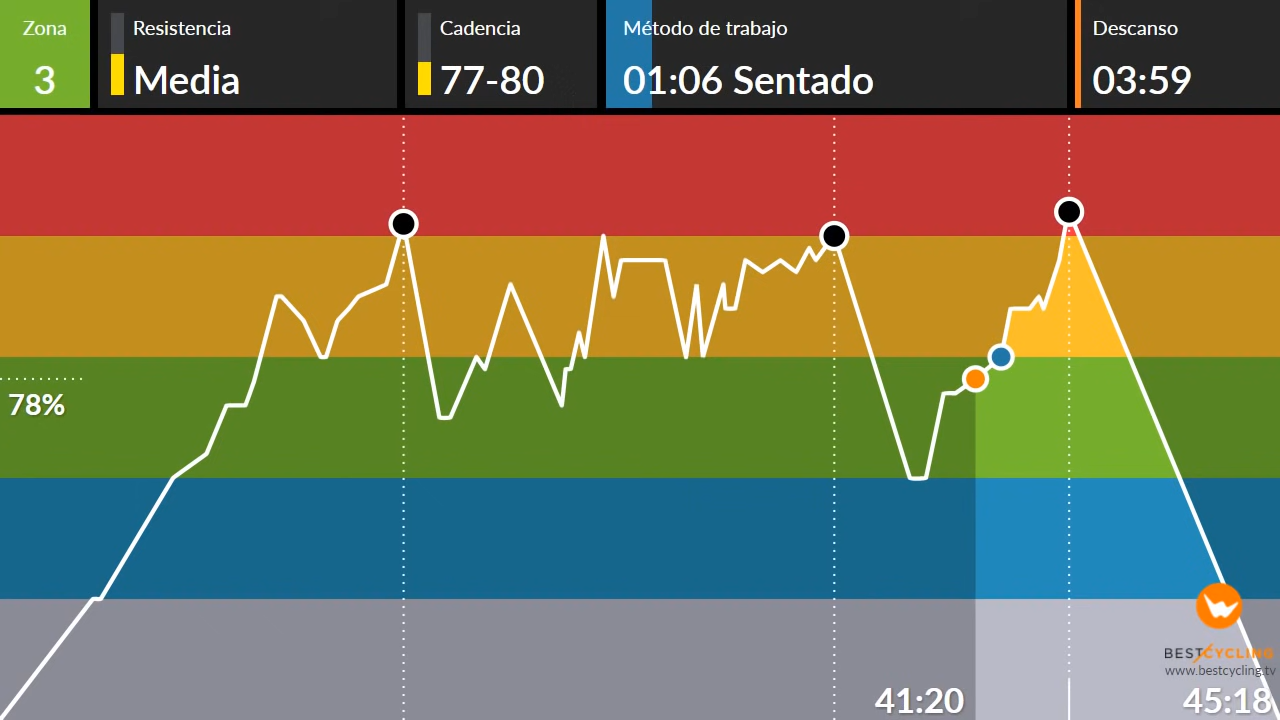 Zona
3
Resistencia
Media
Cadencia
77-80
Método de trabajo
01:06 Sentado
Descanso
03:59
78%
BESTCYCLING
www.bestcycling.tv
41:20
45:18